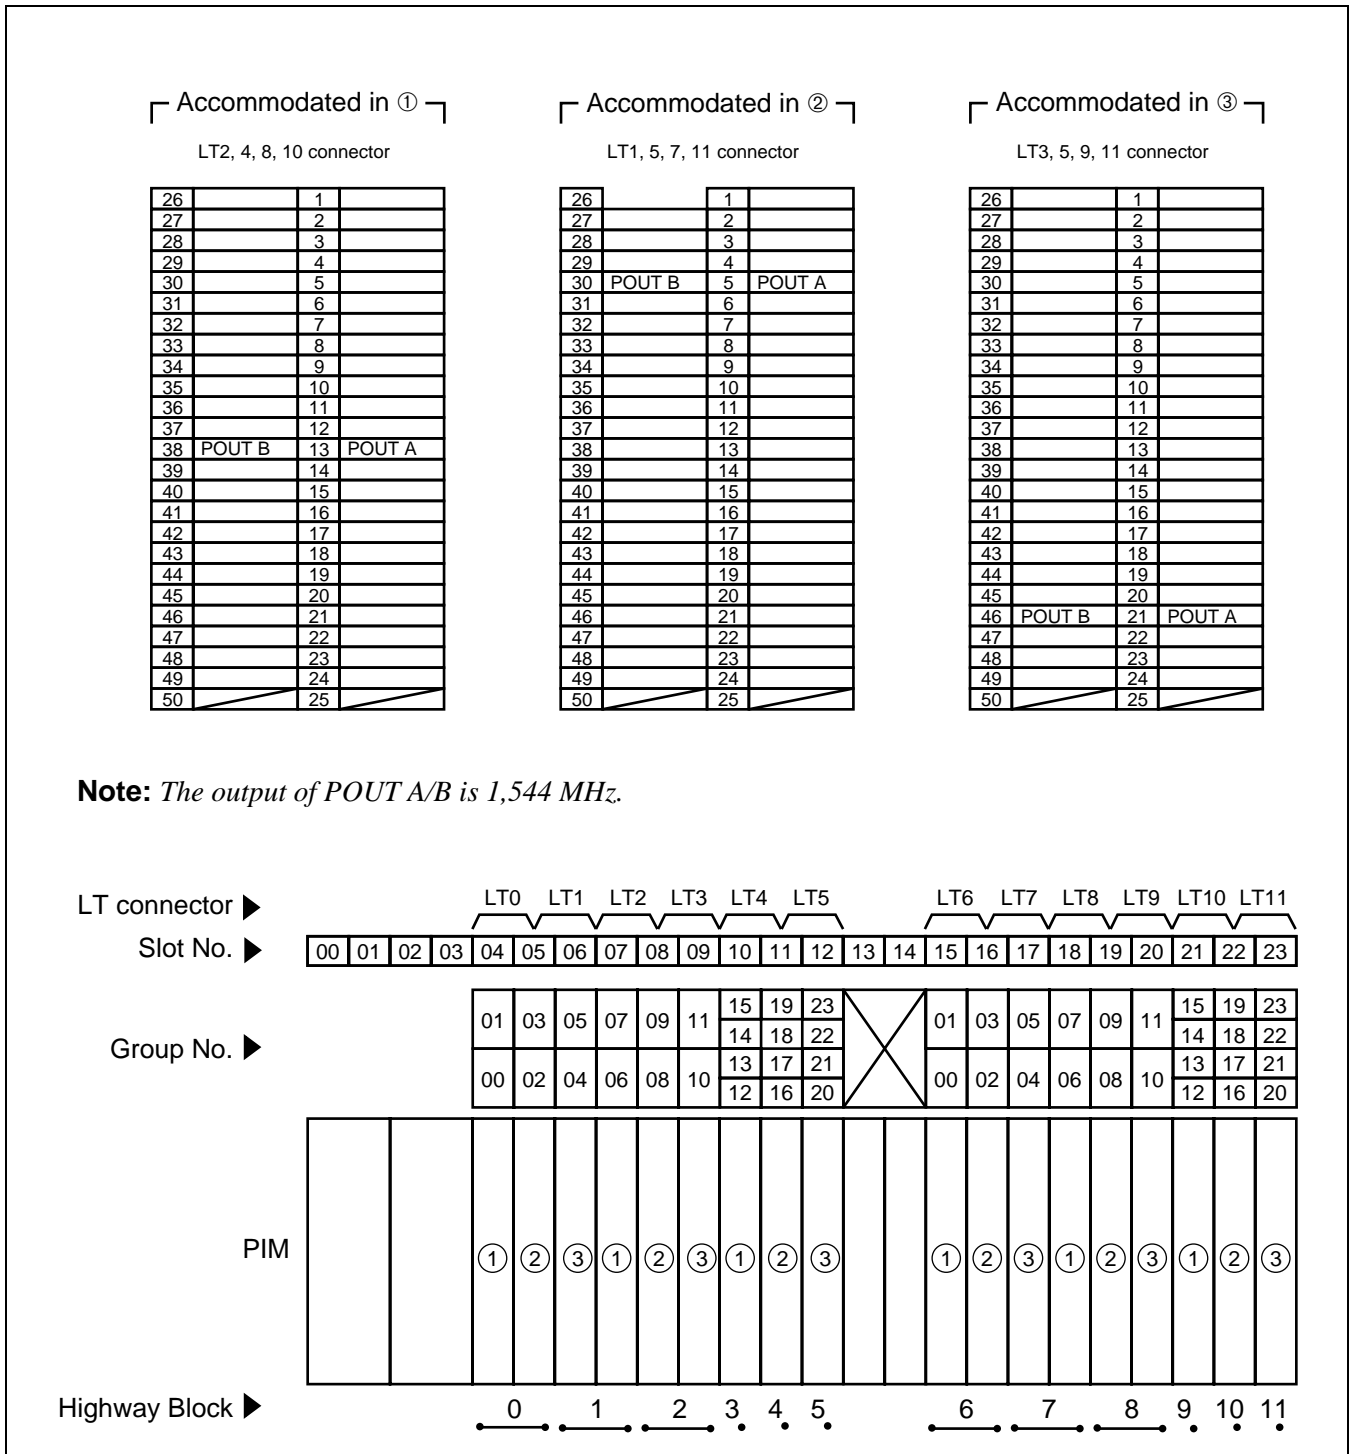 Accommodated in ① Accommodated in ② Accommodated in ③
LT2, 4, 8, 10 connector LT1, 5, 7, 11 connector LT3, 5, 9, 11 connector
26 1 26 1 26 1
27 2 27 2 27 2
28 3 28 3 28 3
29 4 29 4 29 4
30 5 30 POUT B 5 POUT A 30 5
31 6 31 6 31 6
32 7 32 7 32 7
33 8 33 8 33 8
34 9 34 9 34 9
35 10 35 10 35 10
36 11 36 11 36 11
37 12 37 12 37 12
38 POUT B 13 POUT A 38 13 38 13
39 14 39 14 39 14
40 15 40 15 40 15
41 16 41 16 41 16
42 17 42 17 42 17
43 18 43 18 43 18
44 19 44 19 44 19
45 20 45 20 45 20
46 21 46 21 46 POUT B 21 POUT A
47 22 47 22 47 22
48 23 48 23 48 23
49 24 49 24 49 24
50 25 50 25 50 25
Note: The output of POUT A/B is 1,544 MHz.
LT connector ▶ LT0 LT1 LT2 LT3 LT4 LT5 LT6 LT7 LT8 LT9 LT10 LT11
Slot No. ▶ 00 01 02 03 04 05 06 07 08 09 10 11 12 13 14 15 16 17 18 19 20 21 22 23
Group No. ▶
01 03 05 07 09 11 15 19 23 01 03 05 07 09 11 15 19 23
14 18 22 14 18 22
00 02 04 06 08 10 13 17 21 00 02 04 06 08 10 13 17 21
12 16 20 12 16 20
PIM ① ② ③ ① ② ③ ① ② ③ ① ② ③ ① ② ③ ① ② ③
Highway Block ▶ 0 1 2 3 4 5 6 7 8 9 10 11